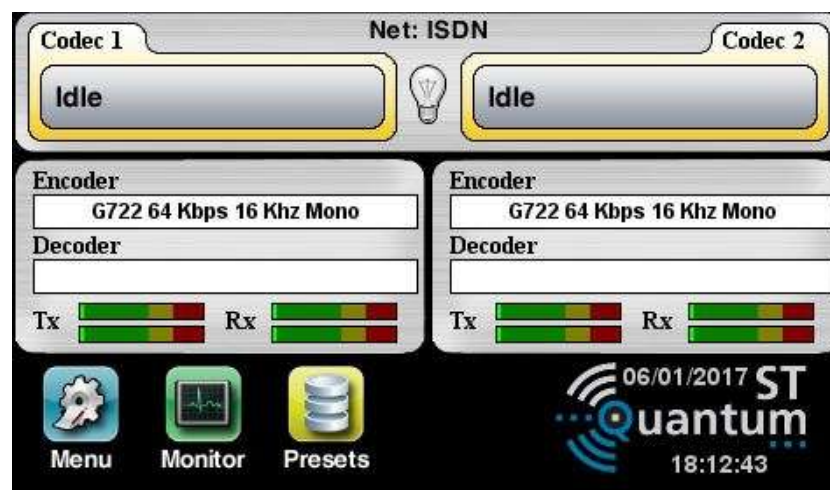 Net: ISDN
Codec 1
Codec 2
Idle
Idle
Encoder
G722 64 Kbps 16 Khz Mono
Decoder
Tx
Rx
Encoder
G722 64 Kbps 16 Khz Mono
Decoder
Tx
Rx
Menu
Monitor
Presets
06/01/2017
ST
Quantum
18:12:43